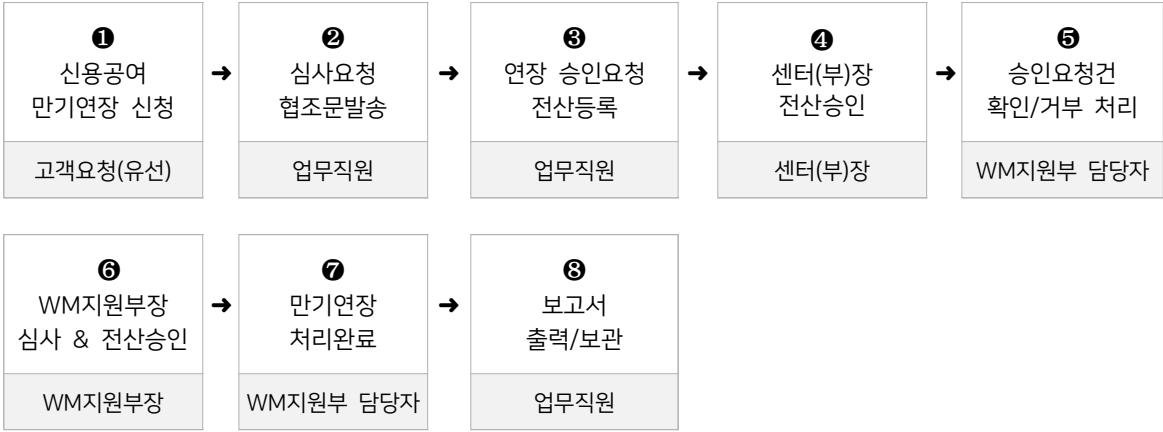 ❶
신용공여
만기연장 신청
고객요청(유선)
➜
❷
심사요청
협조문발송
업무직원
➜
❸
연장 승인요청
전산등록
업무직원
➜
❹
센터(부)장
전산승인
센터(부)장
➜
❺
승인요청건
확인/거부 처리
WM지원부 담당자
❻
WM지원부장
심사 & 전산승인
WM지원부장
➜
❼
만기연장
처리완료
WM지원부 담당자
➜
❽
보고서
출력/보관
업무직원